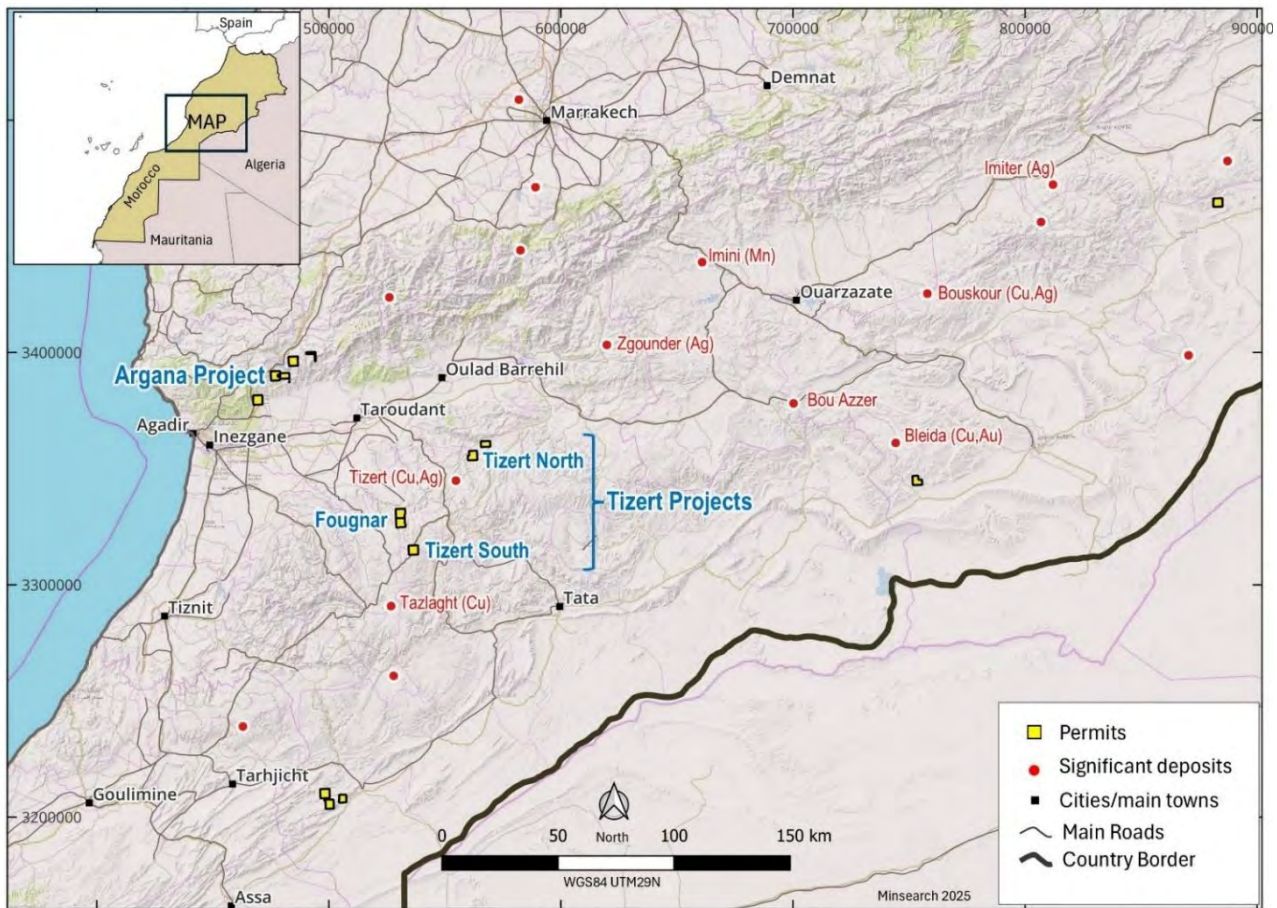 Spain
MAP
Algeria
Morocco
Mauritania
500000
600000
700000
800000
900000
Demnat
Marrakech
Imiter (Ag)
Imini (Mn)
Ouarzazate
Bouskour (Cu,Ag)
3400000
Zgounder (Ag)
Argana Project
Oulad Barrehil
Taroudant
Bou Azzer
Agadir
Inezgane
Bleida (Cu,Au)
Tizert North
Tizert (Cu,Ag)
Tizert Projects
Fougnar
Tizert South
3300000
Tazlaght (Cu)
Tata
Tiznit
Tarhjicht
Goulimine
3200000
Assa
North
0 50 100 150 km
WGS84 UTM29N
Minsearch 2025
Permits
Significant deposits
Cities/main towns
Main Roads
Country Border